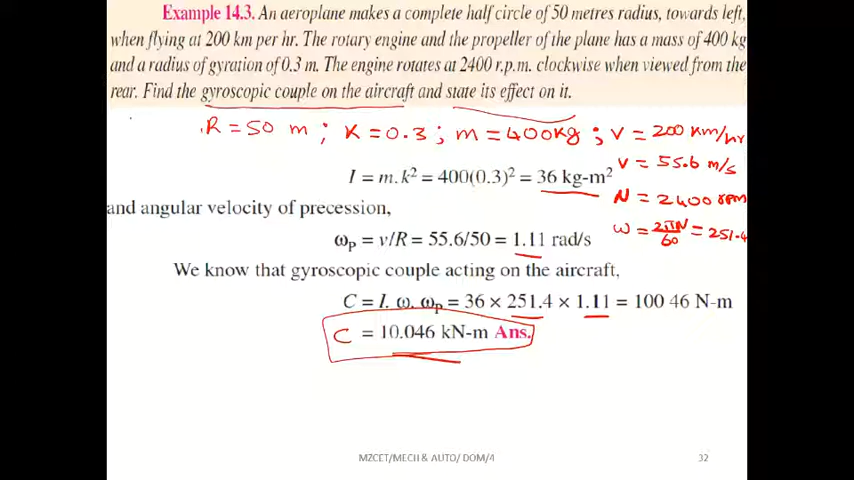 Example 14.3. An aeroplane makes a complete half circle of 50 metres radius, towards left,
when flying at 200 km per hr. The rotary engine and the propeller of the plane has a mass of 400 kg
and a radius of gyration of 0.3 m. The engine rotates at 2400 r.p.m. clockwise when viewed from the
rear. Find the gyroscopic couple on the aircraft and state its effect on it.
R = 50 m ; K = 0.3 ; m = 400kg ; V = 200 km/hr
V = 55.6 m/s
I = m.k² = 400(0.3)² = 36 kg-m²
N = 2400 rpm
and angular velocity of precession,
ω = 2πN/60 = 251.4
ωP = v/R = 55.6/50 = 1.11 rad/s
We know that gyroscopic couple acting on the aircraft,
C = I. ω. ωP = 36 × 251.4 × 1.11 = 100 46 N-m
C = 10.046 kN-m Ans.
MZCET/MECH & AUTO/ DOM/4 32